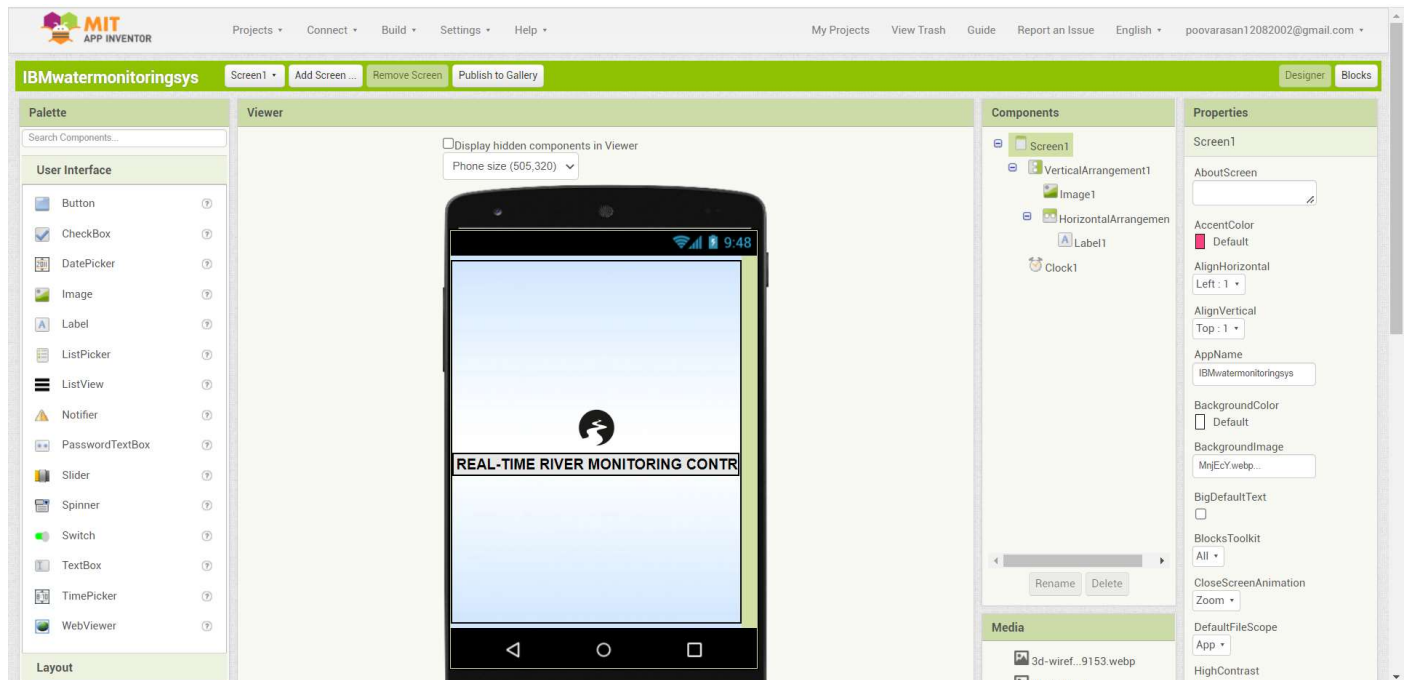 MIT
APP INVENTOR
Projects Connect Build Settings Help My Projects View Trash Guide Report an Issue English poovarasan12082002@gmail.com
IBMwatermonitoringsys Screen1 Add Screen ... Remove Screen Publish to Gallery Designer Blocks
Palette
Search Components...
User Interface
Button
CheckBox
DatePicker
Image
Label
ListPicker
ListView
Notifier
PasswordTextBox
Slider
Spinner
Switch
TextBox
TimePicker
WebViewer
Layout
Viewer
Display hidden components in Viewer
Phone size (505,320)
9:48
REAL-TIME RIVER MONITORING CONTR
Components
Screen1
VerticalArrangement1
Image1
HorizontalArrangemen
Label1
Clock1
Rename Delete
Media
3d-wiref...9153.webp
Properties
Screen1
AboutScreen
AccentColor
Default
AlignHorizontal
Left : 1
AlignVertical
Top : 1
AppName
IBMwatermonitoringsys
BackgroundColor
Default
BackgroundImage
MnjEcY.webp...
BigDefaultText
BlocksToolkit
All
CloseScreenAnimation
Zoom
DefaultFileScope
App
HighContrast